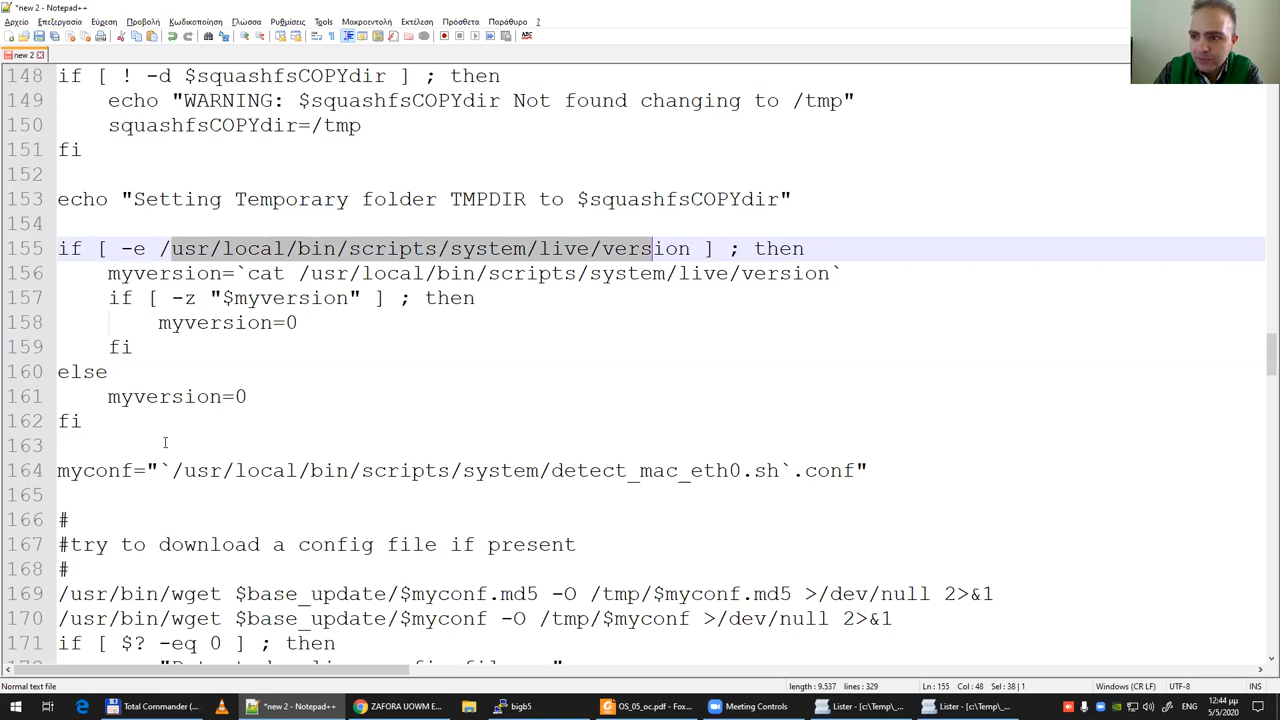 *new 2 - Notepad++
Αρχείο Επεξεργασία Εύρεση Προβολή Κωδικοποίηση Γλώσσα Ρυθμίσεις Tools Μακροεντολή Εκτέλεση Πρόσθετα Παράθυρο ?
new 2
148 if [ ! -d $squashfsCOPYdir ] ; then
149 echo "WARNING: $squashfsCOPYdir Not found changing to /tmp"
150 squashfsCOPYdir=/tmp
151 fi
152
153 echo "Setting Temporary folder TMPDIR to $squashfsCOPYdir"
154
155 if [ -e /usr/local/bin/scripts/system/live/version ] ; then
156 myversion=`cat /usr/local/bin/scripts/system/live/version`
157 if [ -z "$myversion" ] ; then
158 myversion=0
159 fi
160 else
161 myversion=0
162 fi
163
164 myconf="`/usr/local/bin/scripts/system/detect_mac_eth0.sh`.conf"
165
166 #
167 #try to download a config file if present
168 #
169 /usr/bin/wget $base_update/$myconf.md5 -O /tmp/$myconf.md5 >/dev/null 2>&1
170 /usr/bin/wget $base_update/$myconf -O /tmp/$myconf >/dev/null 2>&1
171 if [ $? -eq 0 ] ; then
Normal text file length : 9.537 lines : 329 Ln : 155 Col : 48 Sel : 38 | 1 Windows (CR LF) UTF-8 INS
Total Commander (... *new 2 - Notepad++ ZAFORA UOWM E... bigb5 OS_05_oc.pdf - Fox... Meeting Controls Lister - [c:\Temp\_... Lister - [c:\Temp\_... 12:44 μμ
5/5/2020